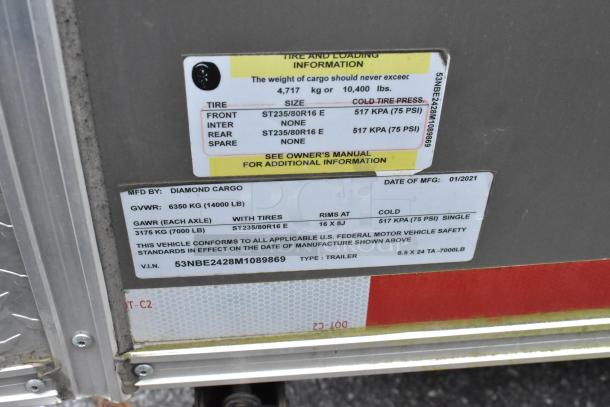 TIRE AND LOADING
INFORMATION
The weight of cargo should never exceed
4,717 kg or 10,400 lbs.
TIRE SIZE COLD TIRE PRESS.
FRONT ST235/80R16 E 517 KPA (75 PSI)
INTER NONE
REAR ST235/80R16 E 517 KPA (75 PSI)
SPARE NONE
SEE OWNER'S MANUAL
FOR ADDITIONAL INFORMATION
53NBE2428M1089869
MFD BY: DIAMOND CARGO DATE OF MFG: 01/2021
GVWR: 6350 KG (14000 LB)
GAWR (EACH AXLE) WITH TIRES RIMS AT COLD
3175 KG (7000 LB) ST235/80R16 E 16 X 6J 517 KPA (75 PSI) SINGLE
THIS VEHICLE CONFORMS TO ALL APPLICABLE U.S. FEDERAL MOTOR VEHICLE SAFETY
STANDARDS IN EFFECT ON THE DATE OF MANUFACTURE SHOWN ABOVE
V.I.N. 53NBE2428M1089869 TYPE: TRAILER 8.5 X 24 TA -7000LB
OT-C2
DOT-C2